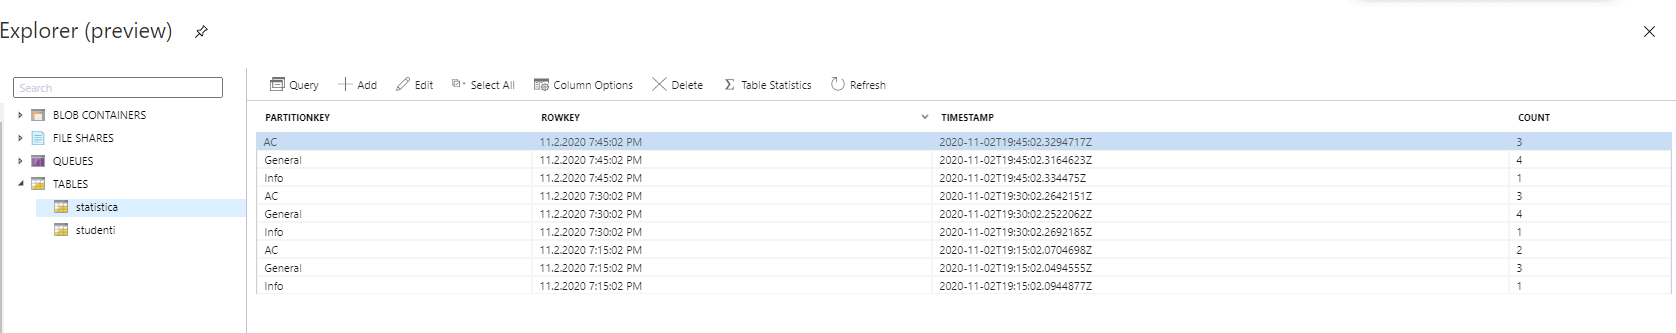 Explorer (preview)
Search
BLOB CONTAINERS
FILE SHARES
QUEUES
TABLES
statistica
studenti
Query Add Edit Select All Column Options Delete Table Statistics Refresh
PARTITIONKEY ROWKEY TIMESTAMP COUNT
AC 11.2.2020 7:45:02 PM 2020-11-02T19:45:02.3294717Z 3
General 11.2.2020 7:45:02 PM 2020-11-02T19:45:02.3164623Z 4
Info 11.2.2020 7:45:02 PM 2020-11-02T19:45:02.334475Z 1
AC 11.2.2020 7:30:02 PM 2020-11-02T19:30:02.2642151Z 3
General 11.2.2020 7:30:02 PM 2020-11-02T19:30:02.2522062Z 4
Info 11.2.2020 7:30:02 PM 2020-11-02T19:30:02.2692185Z 1
AC 11.2.2020 7:15:02 PM 2020-11-02T19:15:02.0704698Z 2
General 11.2.2020 7:15:02 PM 2020-11-02T19:15:02.0494555Z 3
Info 11.2.2020 7:15:02 PM 2020-11-02T19:15:02.0944877Z 1